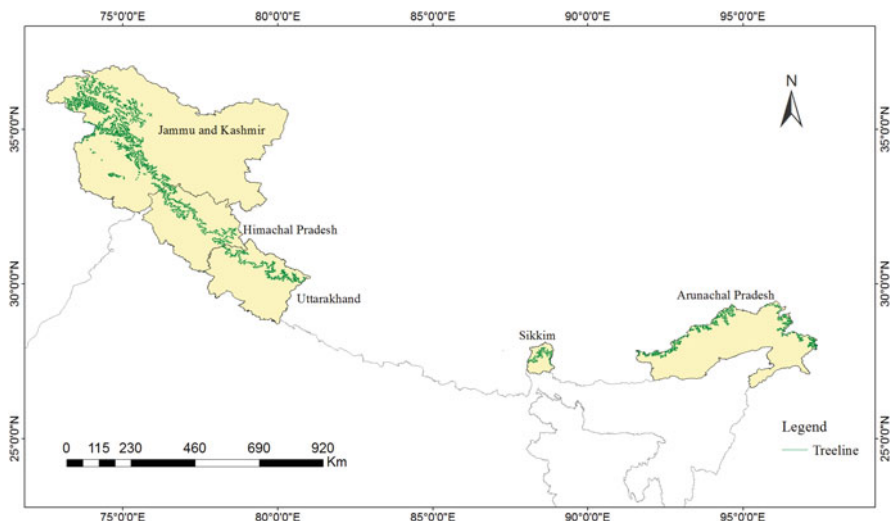 75°0'0"E 80°0'0"E 85°0'0"E 90°0'0"E 95°0'0"E
N
35°0'0"N 35°0'0"N
Jammu and Kashmir
Himachal Pradesh
30°0'0"N 30°0'0"N
Uttarakhand
Arunachal Pradesh
Sikkim
25°0'0"N 25°0'0"N
Legend
Treeline
0 115 230 460 690 920
Km
75°0'0"E 80°0'0"E 85°0'0"E 90°0'0"E 95°0'0"E